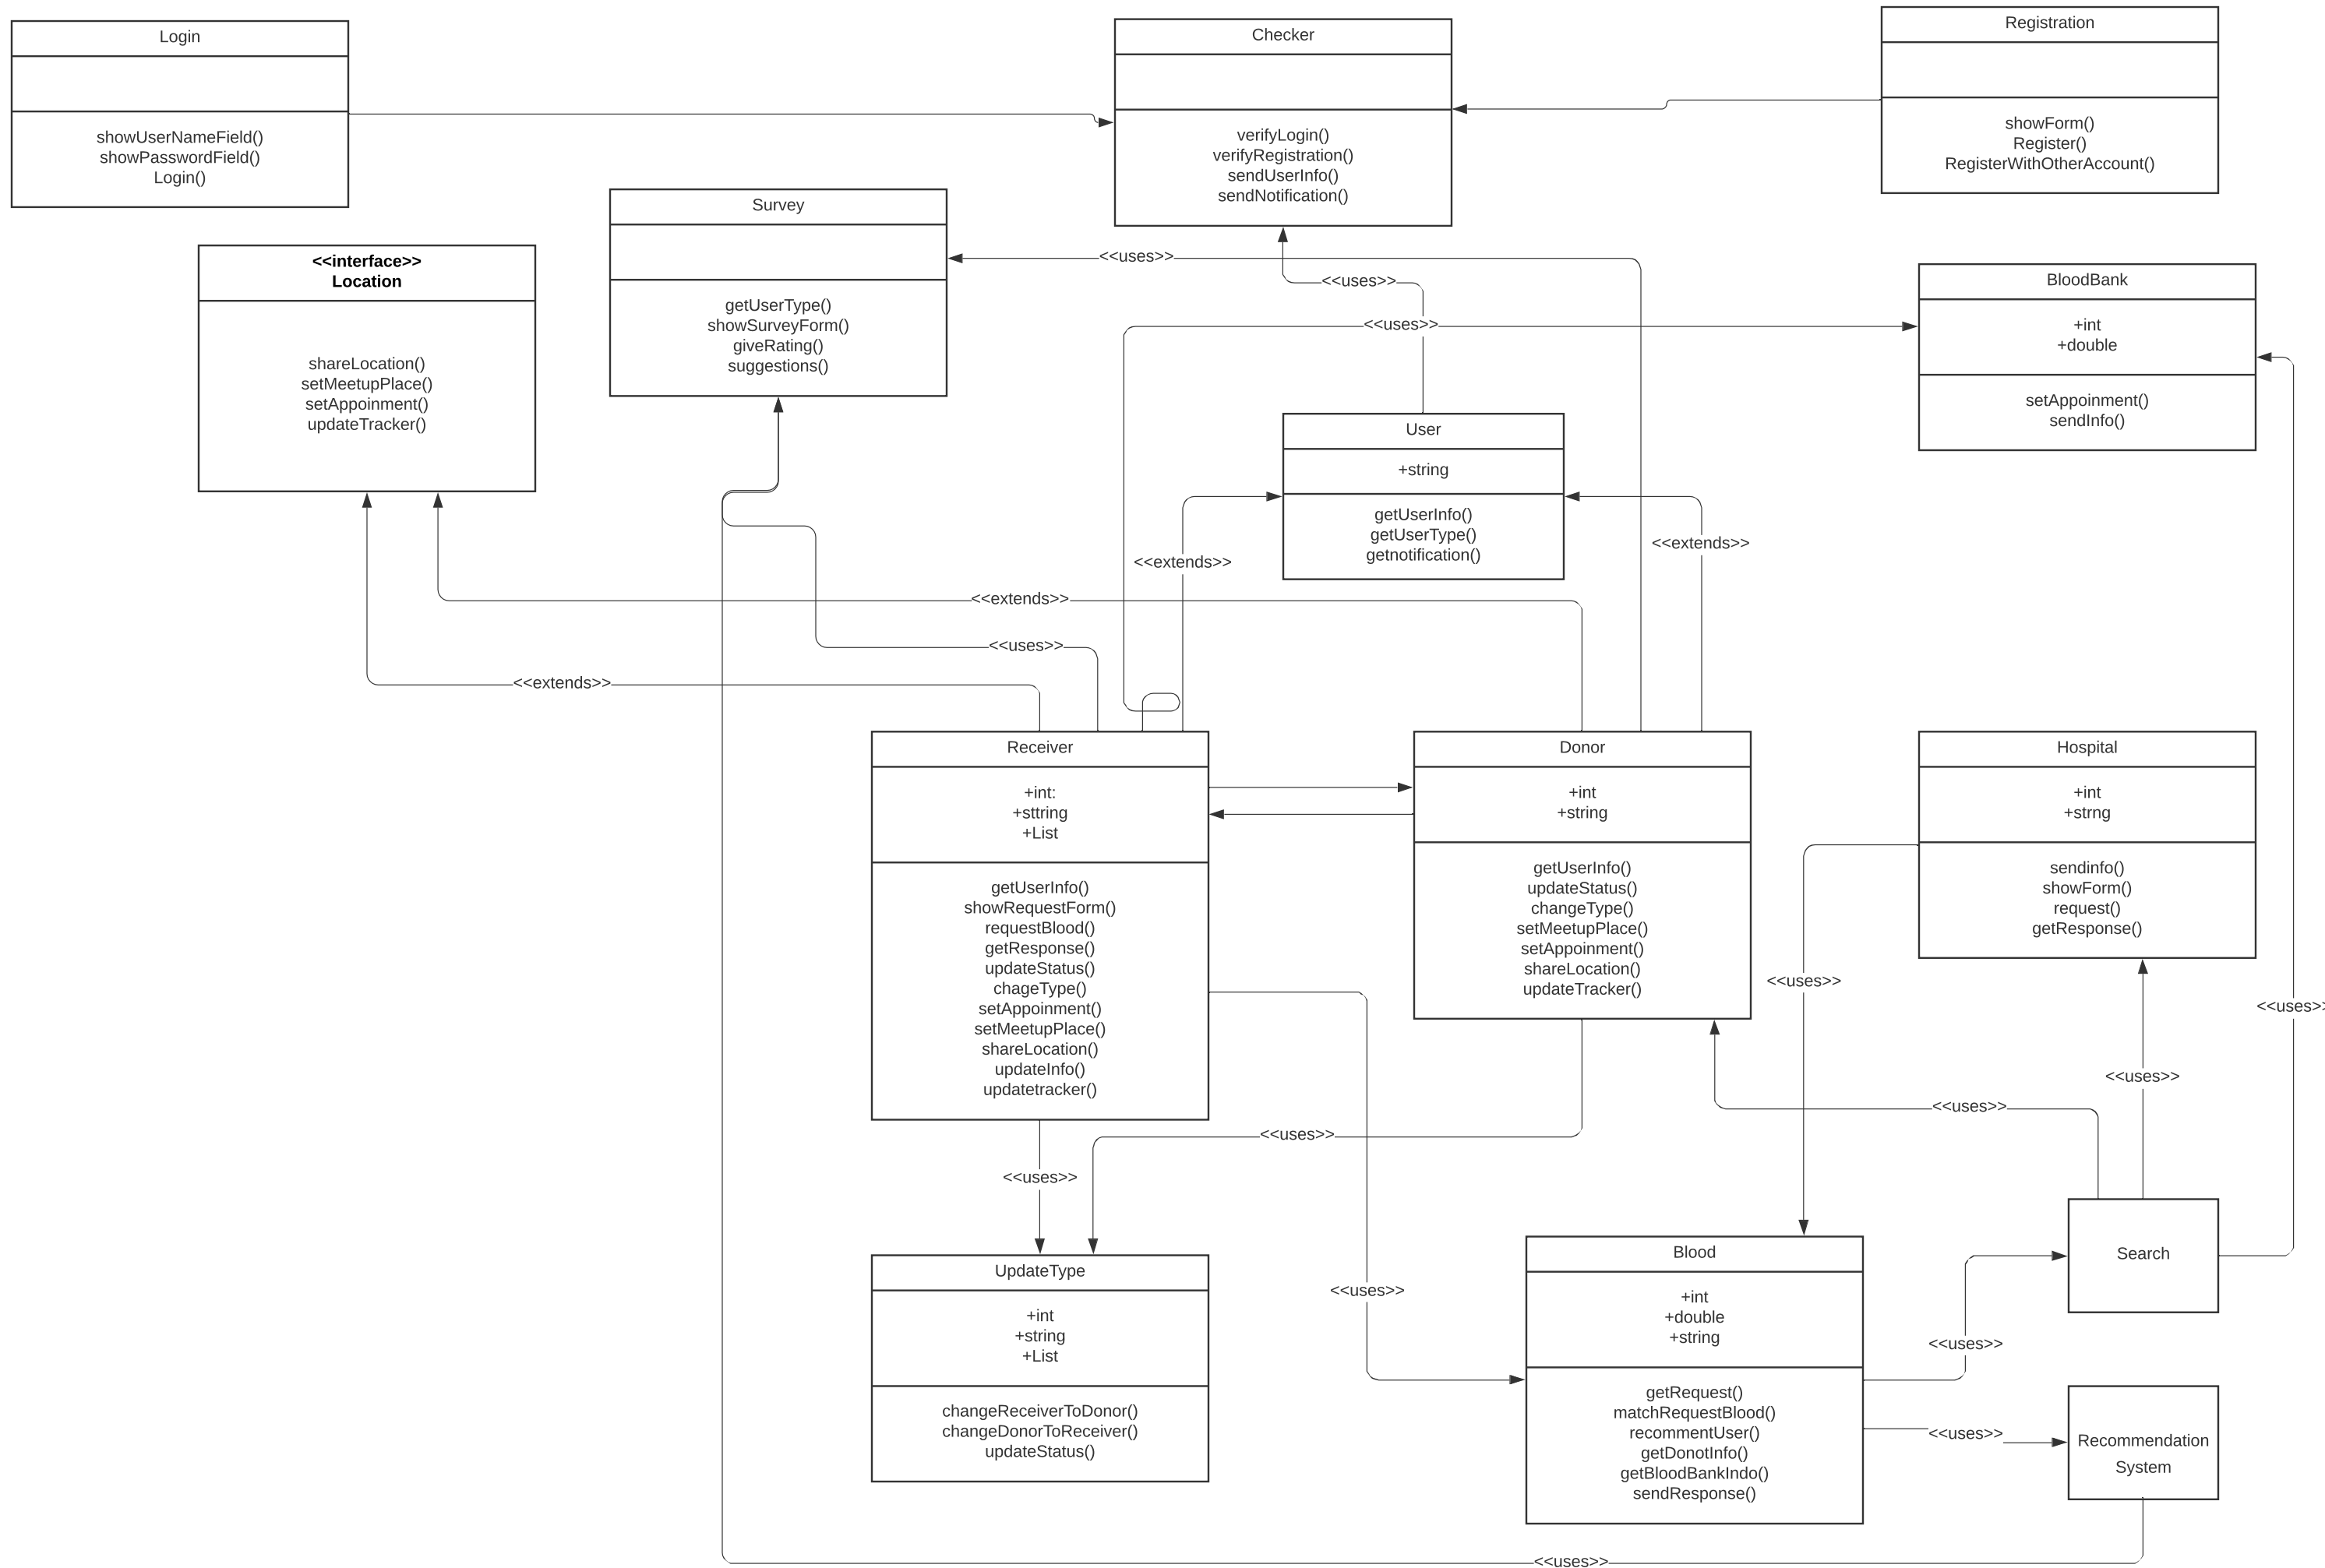 Login
showUserNameField()
showPasswordField()
Login()
Checker
verifyLogin()
verifyRegistration()
sendUserInfo()
sendNotification()
Registration
showForm()
Register()
RegisterWithOtherAccount()
Survey
getUserType()
showSurveyForm()
giveRating()
suggestions()
<<interface>>
Location
shareLocation()
setMeetupPlace()
setAppoinment()
updateTracker()
<<uses>>
<<uses>>
<<uses>>
BloodBank
+int
+double
setAppoinment()
sendInfo()
User
+string
getUserInfo()
getUserType()
getnotification()
<<extends>>
<<extends>>
<<extends>>
<<uses>>
<<extends>>
Receiver
+int:
+sttring
+List
getUserInfo()
showRequestForm()
requestBlood()
getResponse()
updateStatus()
chageType()
setAppoinment()
setMeetupPlace()
shareLocation()
updateInfo()
updatetracker()
Donor
+int
+string
getUserInfo()
updateStatus()
changeType()
setMeetupPlace()
setAppoinment()
shareLocation()
updateTracker()
Hospital
+int
+strng
sendinfo()
showForm()
request()
getResponse()
<<uses>>
<<uses>>
<<uses>>
<<uses>>
<<uses>>
<<uses>>
UpdateType
+int
+string
+List
changeReceiverToDonor()
changeDonorToReceiver()
updateStatus()
<<uses>>
Blood
+int
+double
+string
getRequest()
matchRequestBlood()
recommentUser()
getDonotInfo()
getBloodBankIndo()
sendResponse()
Search
<<uses>>
<<uses>>
Recommendation
System
<<uses>>